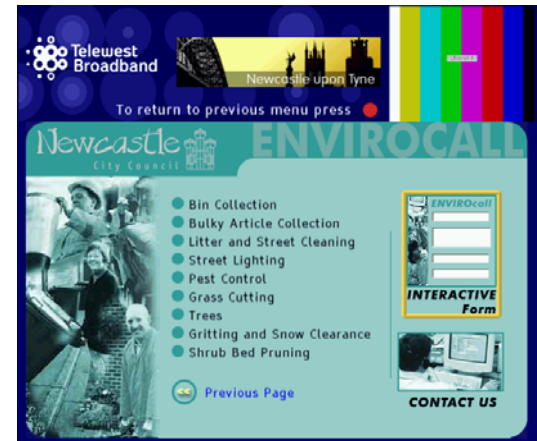 Telewest
Broadband
Newcastle upon Tyne
To return to previous menu press
Newcastle
City Council
ENVIROCALL
Bin Collection
Bulky Article Collection
Litter and Street Cleaning
Street Lighting
Pest Control
Grass Cutting
Trees
Gritting and Snow Clearance
Shrub Bed Pruning
Previous Page
ENVIROcall
INTERACTIVE
Form
CONTACT US